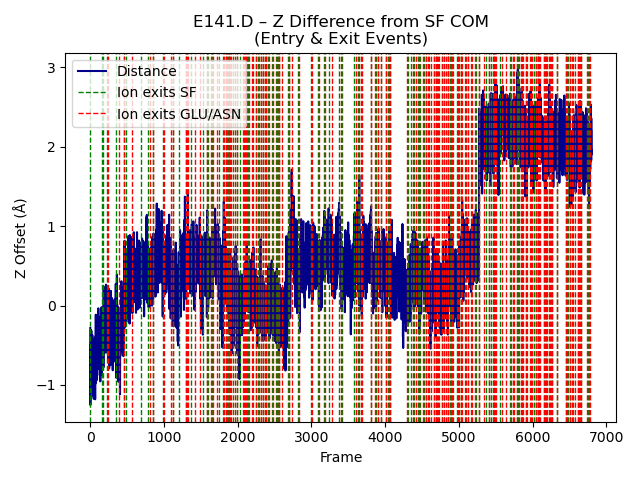 E141.D – Z Difference from SF COM
(Entry & Exit Events)
Distance
Ion exits SF
Ion exits GLU/ASN
Z Offset (Å)
3
2
1
0
−1
0 1000 2000 3000 4000 5000 6000 7000
Frame